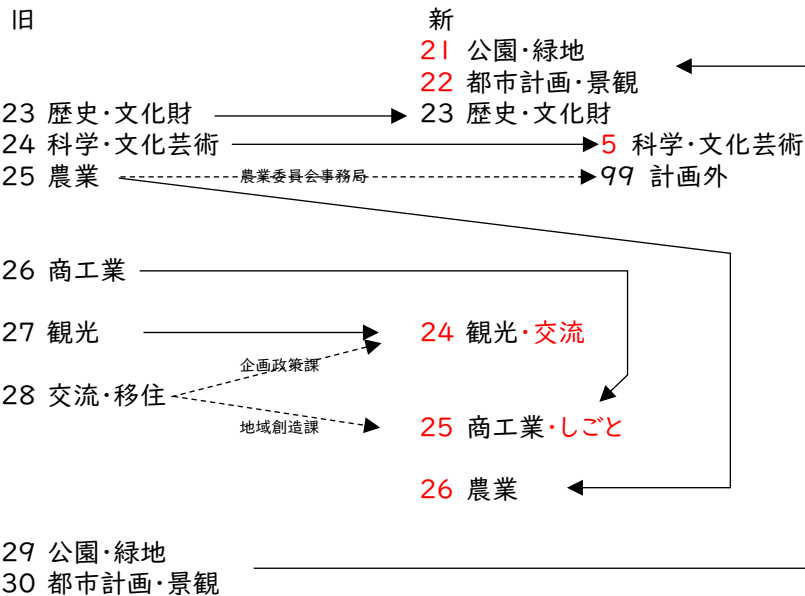 旧 新
21 公園・緑地
22 都市計画・景観
23 歴史・文化財 23 歴史・文化財
24 科学・文化芸術 5 科学・文化芸術
25 農業 農業委員会事務局 99 計画外
26 商工業
27 観光 24 観光・交流
企画政策課
28 交流・移住
地域創造課 25 商工業・しごと
26 農業
29 公園・緑地
30 都市計画・景観